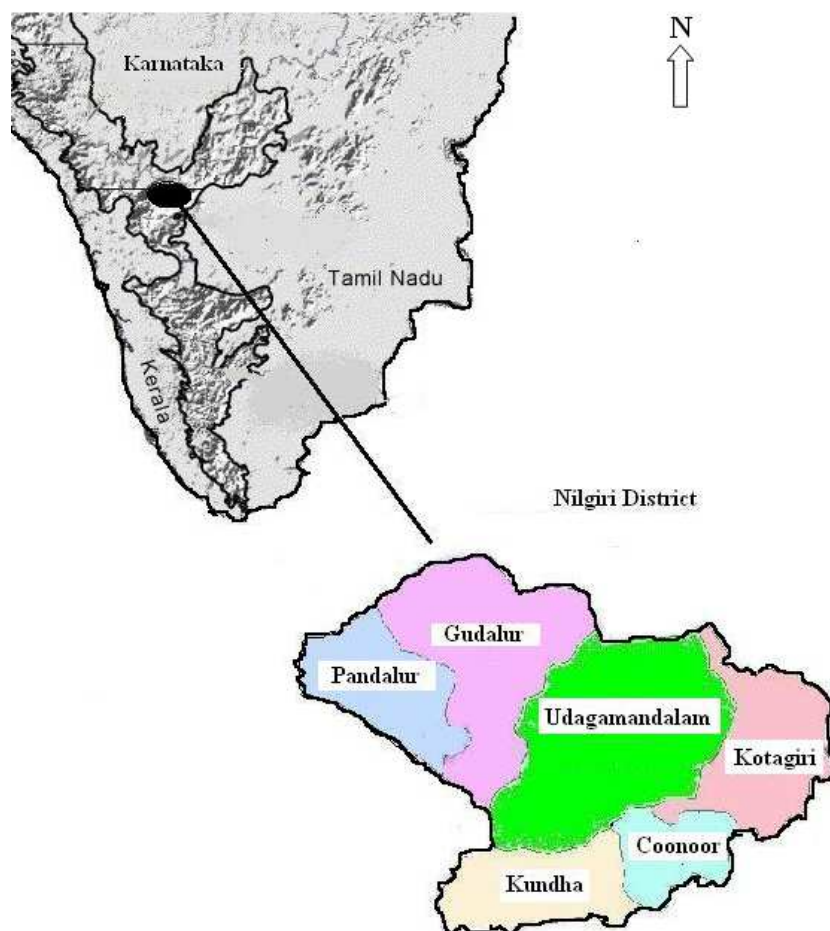 Karnataka
N
Tamil Nadu
Kerala
Nilgiri District
Gudalur
Pandalur
Udagamandalam
Kotagiri
Coonoor
Kundha